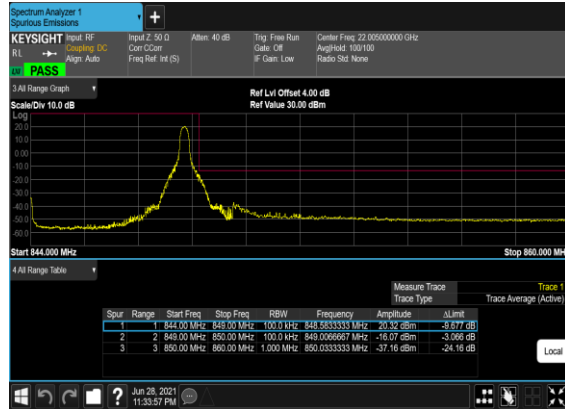 Spectrum Analyzer 1
Spurious Emissions
+
KEYSIGHT Input: RF Input Z: 50 Ω Atten: 40 dB Trig: Free Run Center Freq: 22.005000000 GHz
RL Coupling: DC Corr CCorr Gate: Off Avg|Hold: 100/100
Align: Auto Freq Ref: Int (S) IF Gain: Low Radio Std: None
PASS
3 All Range Graph
Ref Lvl Offset 4.00 dB
Scale/Div 10.0 dB Ref Value 30.00 dBm
Log
20.0
10.0
0.00
-10.0
-20.0
-30.0
-40.0
-50.0
-60.0
Start 844.000 MHz Stop 860.000 MH
4 All Range Table
Measure Trace Trace 1
Trace Type Trace Average (Active)
Spur Range Start Freq Stop Freq RBW Frequency Amplitude ΔLimit
1 1 844.00 MHz 849.00 MHz 100.0 kHz 848.5833333 MHz 20.32 dBm -9.677 dB
2 2 849.00 MHz 850.00 MHz 100.0 kHz 849.0066667 MHz -16.07 dBm -3.066 dB
3 3 850.00 MHz 860.00 MHz 1.000 MHz 850.0333333 MHz -37.16 dBm -24.16 dB
Local
? Jun 28, 2021
11:33:57 PM